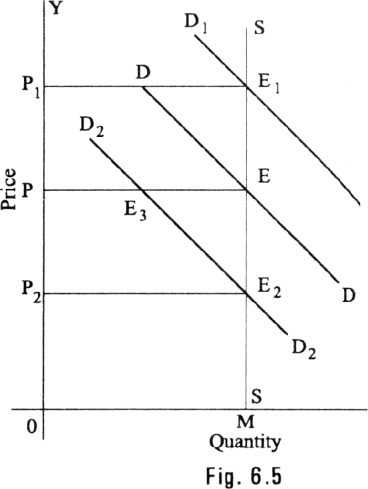 Y
D₁
S
P₁
D
E₁
D₂
P
E
Price
E₃
P₂
E₂
D
D₂
S
0
M
Quantity
Fig. 6.5